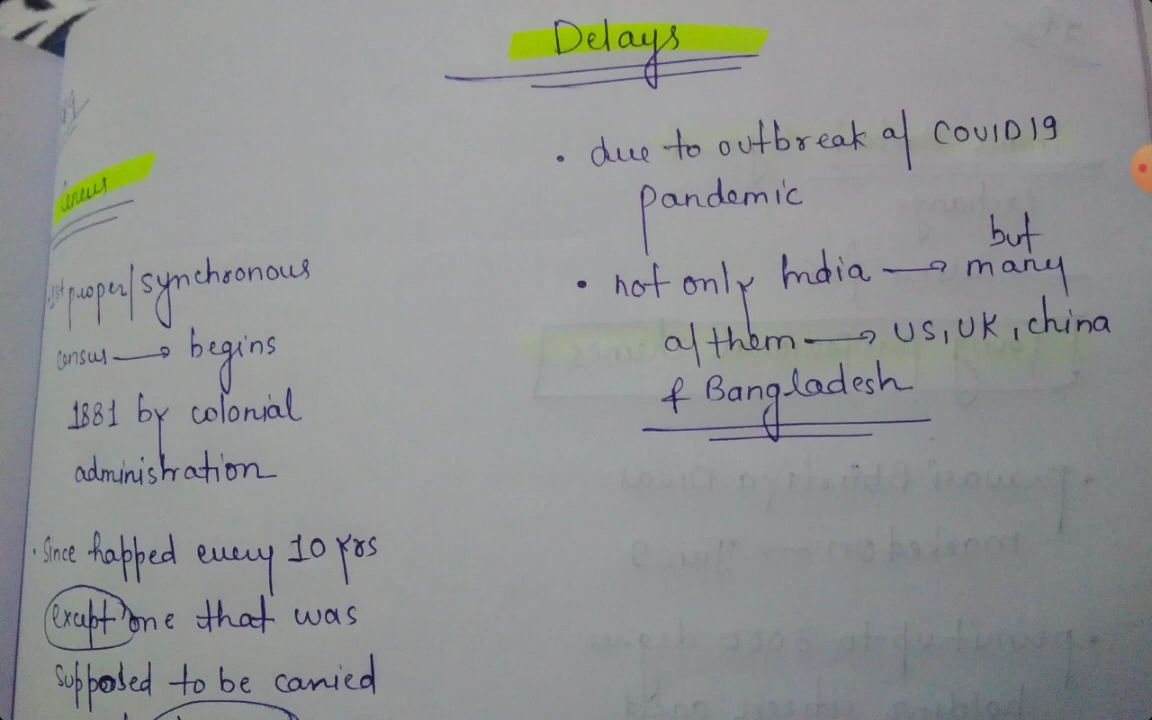 Delays
• due to outbreak of COVID19
pandemic
but
• not only India → many
of them → US, UK, china
& Bangladesh
proper/synchronous
census → begins
1881 by colonial
administration
• Since happed every 10 yrs
except one that was
supposed to be carried